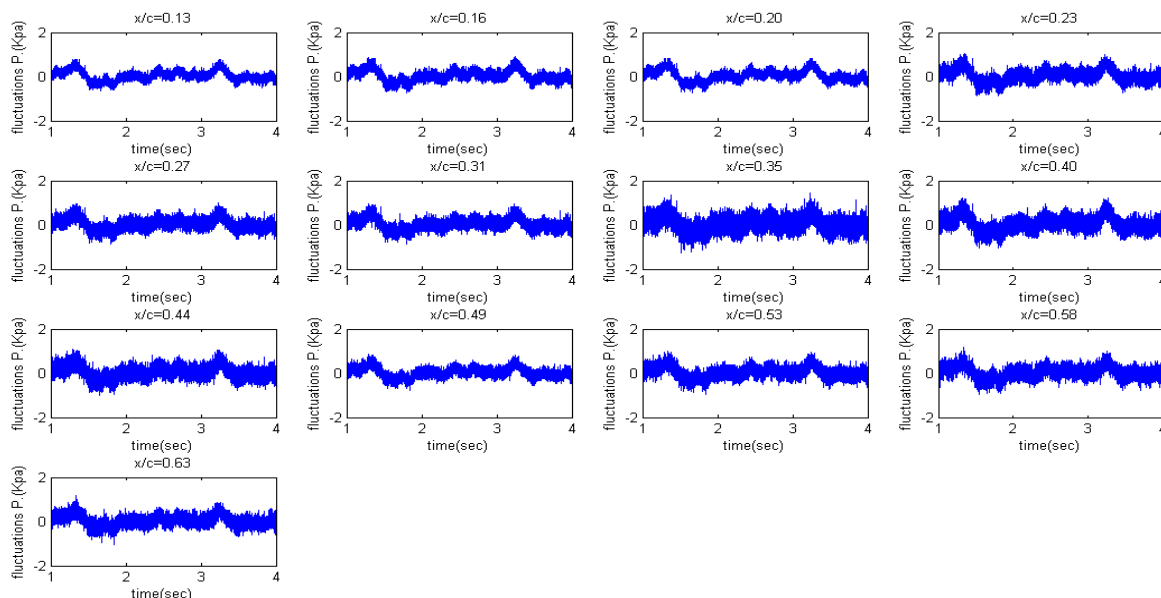 x/c=0.13
fluctuations P.(Kpa)
2
0
-2
1 2 3 4
time(sec)
x/c=0.16
fluctuations P.(Kpa)
2
0
-2
1 2 3 4
time(sec)
x/c=0.20
fluctuations P.(Kpa)
2
0
-2
1 2 3 4
time(sec)
x/c=0.23
fluctuations P.(Kpa)
2
0
-2
1 2 3 4
time(sec)
x/c=0.27
fluctuations P.(Kpa)
2
0
-2
1 2 3 4
time(sec)
x/c=0.31
fluctuations P.(Kpa)
2
0
-2
1 2 3 4
time(sec)
x/c=0.35
fluctuations P.(Kpa)
2
0
-2
1 2 3 4
time(sec)
x/c=0.40
fluctuations P.(Kpa)
2
0
-2
1 2 3 4
time(sec)
x/c=0.44
fluctuations P.(Kpa)
2
0
-2
1 2 3 4
time(sec)
x/c=0.49
fluctuations P.(Kpa)
2
0
-2
1 2 3 4
time(sec)
x/c=0.53
fluctuations P.(Kpa)
2
0
-2
1 2 3 4
time(sec)
x/c=0.58
fluctuations P.(Kpa)
2
0
-2
1 2 3 4
time(sec)
x/c=0.63
fluctuations P.(Kpa)
2
0
-2
1 2 3 4
time(sec)